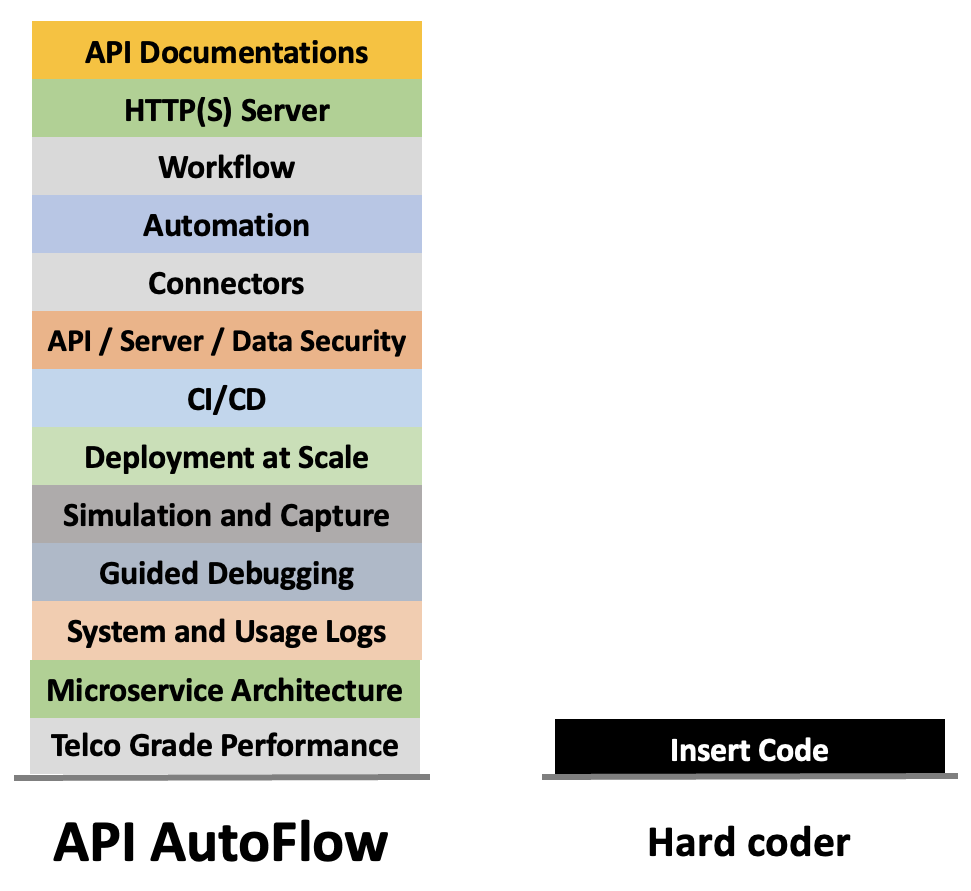 API Documentations
HTTP(S) Server
Workflow
Automation
Connectors
API / Server / Data Security
CI/CD
Deployment at Scale
Simulation and Capture
Guided Debugging
System and Usage Logs
Microservice Architecture
Telco Grade Performance
API AutoFlow
Insert Code
Hard coder